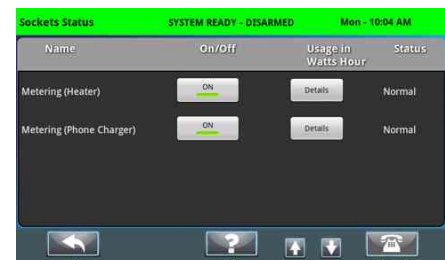 Sockets Status SYSTEM READY - DISARMED Mon - 10:04 AM
Name On/Off Usage in Watts Hour Status
Metering (Heater) ON Details Normal
Metering (Phone Charger) ON Details Normal
?